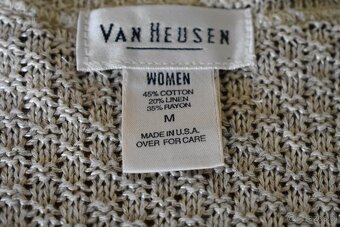 VAN HEUSEN
WOMEN
45% COTTON
20% LINEN
35% RAYON
M
MADE IN U.S.A.
OVER FOR CARE